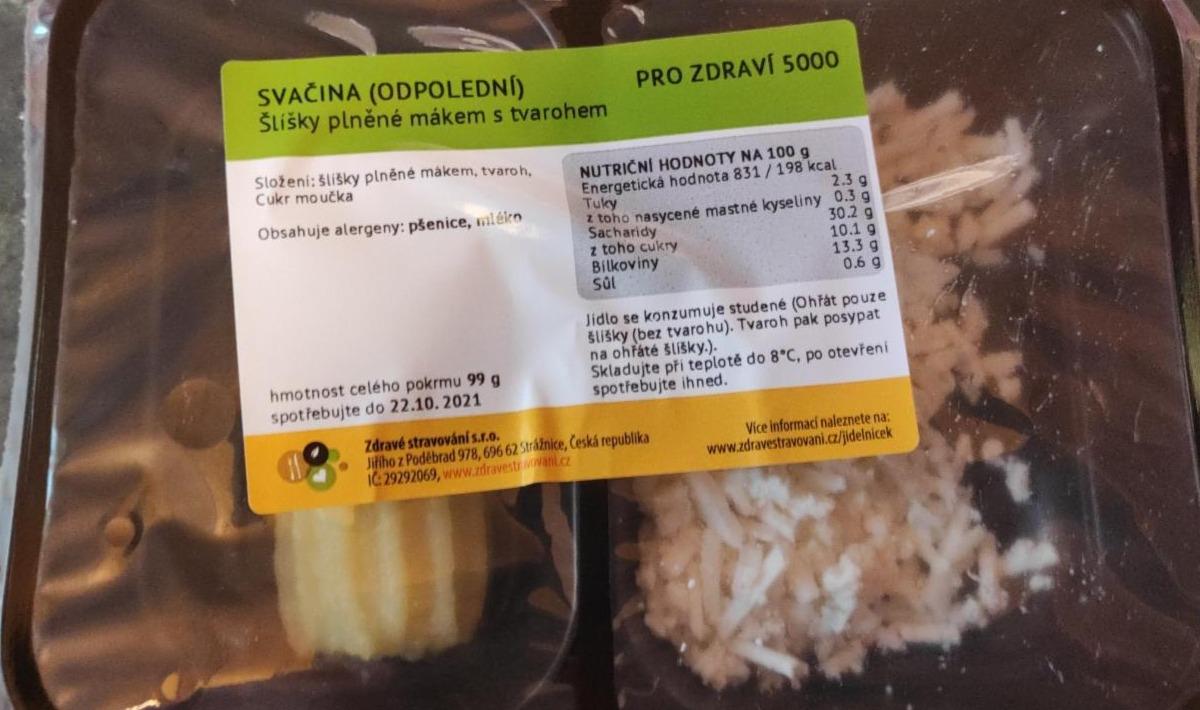 SVAČINA (ODPOLEDNÍ)
PRO ZDRAVÍ 5000
Šlíšky plněné mákem s tvarohem
Složení: šlíšky plněné mákem, tvaroh,
Cukr moučka
Obsahuje alergeny: pšenice, mléko
hmotnost celého pokrmu 99 g
spotřebujte do 22.10. 2021
NUTRIČNÍ HODNOTY NA 100 g
Energetická hodnota 831 / 198 kcal
Tuky 2.3 g
z toho nasycené mastné kyseliny 0.3 g
Sacharidy 30.2 g
z toho cukry 10.1 g
Bílkoviny 13.3 g
Sůl 0.6 g
Jídlo se konzumuje studené (Ohřát pouze
šlíšky (bez tvarohu). Tvaroh pak posypat
na ohřáté šlíšky.).
Skladujte při teplotě do 8°C, po otevření
spotřebujte ihned.
Zdravé stravování s.r.o.
Jiřího z Poděbrad 978, 696 62 Strážnice, Česká republika
IČ: 29292069, www.zdravestravovani.cz
Více informací naleznete na:
www.zdravestravovani.cz/jidelnicek